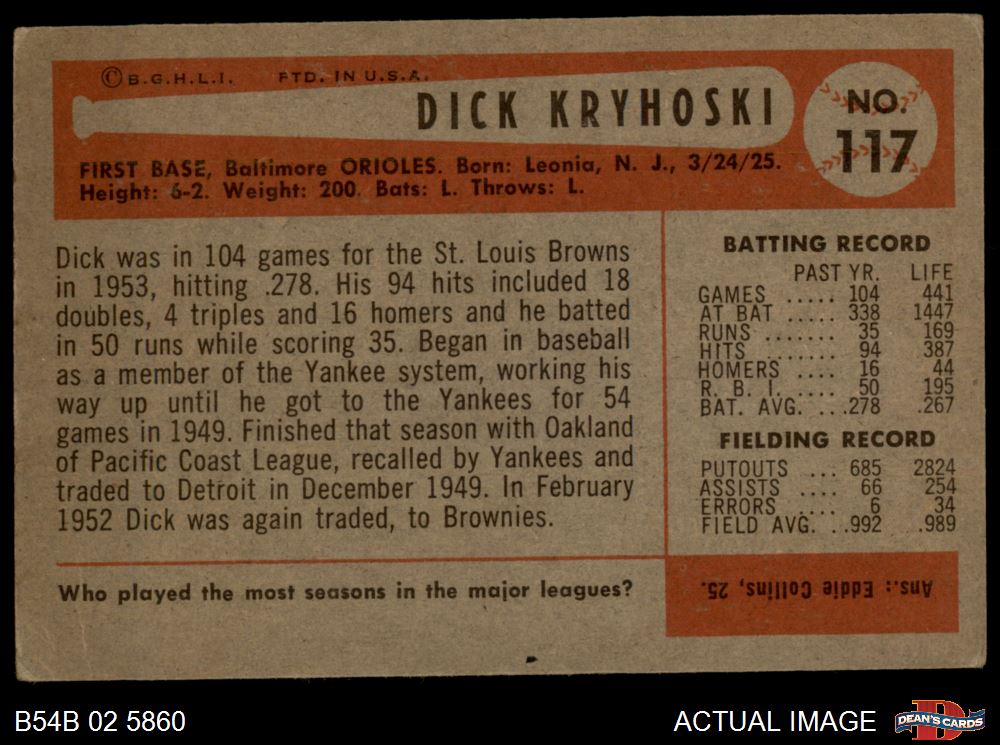 ©B.G.H.L.I. PTD. IN U.S.A.
DICK KRYHOSKI
NO.
117
FIRST BASE, Baltimore ORIOLES. Born: Leonia, N. J., 3/24/25.
Height: 6-2. Weight: 200. Bats: L. Throws: L.
Dick was in 104 games for the St. Louis Browns
in 1953, hitting .278. His 94 hits included 18
doubles, 4 triples and 16 homers and he batted
in 50 runs while scoring 35. Began in baseball
as a member of the Yankee system, working his
way up until he got to the Yankees for 54
games in 1949. Finished that season with Oakland
of Pacific Coast League, recalled by Yankees and
traded to Detroit in December 1949. In February
1952 Dick was again traded, to Brownies.
BATTING RECORD
PAST YR. LIFE
GAMES ..... 104 441
AT BAT ..... 338 1447
RUNS ....... 35 169
HITS ....... 94 387
HOMERS .... 16 44
R. B. I. .... 50 195
BAT. AVG. ...278 .267
FIELDING RECORD
PUTOUTS ... 685 2824
ASSISTS .... 66 254
ERRORS .... 6 34
FIELD AVG. ..992 .989
Who played the most seasons in the major leagues?
Ans.: Eddie Collins, 25.
B54B 02 5860
ACTUAL IMAGE
DEAN'S CARDS